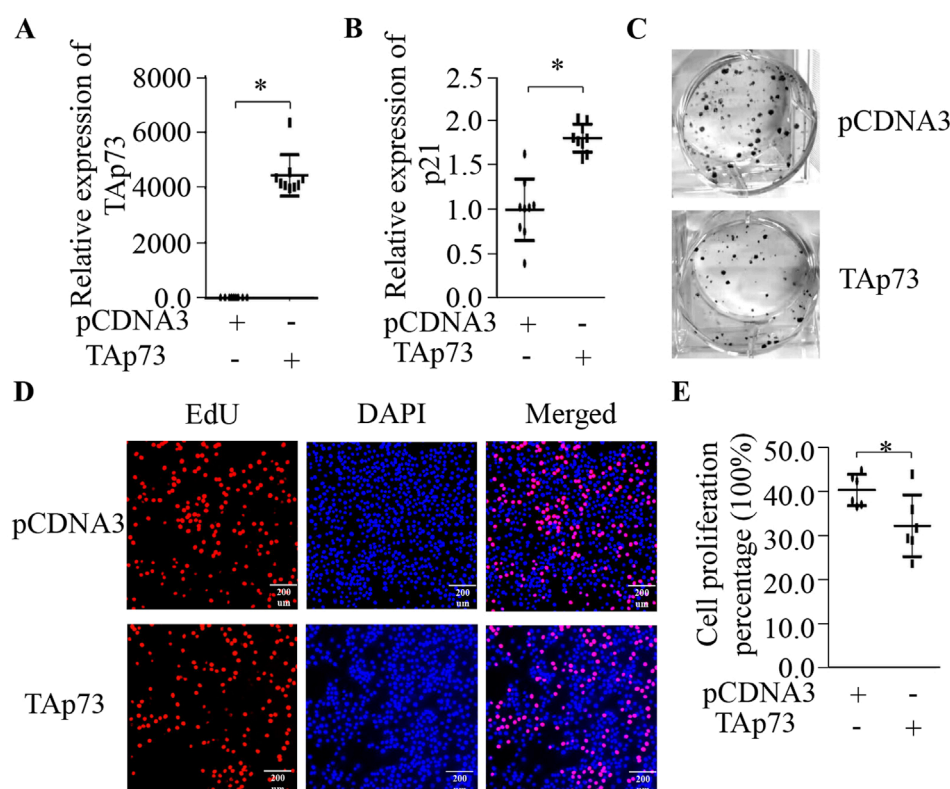 A
Relative expression of
TAp73
8000
6000
4000
2000
0.0
*
pCDNA3 + -
TAp73 - +
B
Relative expression of
p21
2.5
2.0
1.5
1.0
0.5
0.0
*
pCDNA3 + -
TAp73 - +
C
pCDNA3
TAp73
D
EdU DAPI Merged
pCDNA3
200
um
200
um
200
um
TAp73
200
um
200
um
200
um
E
Cell proliferation
percentage (100%)
50.0
40.0
30.0
20.0
10.0
0.0
*
pCDNA3 + -
TAp73 - +